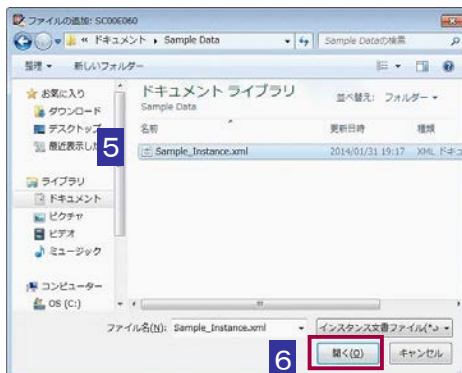 ファイルの追加: SC00E060
« ドキュメント ▸ Sample Data
Sample Dataの検索
整理 ▾ 新しいフォルダー
お気に入り
ダウンロード
デスクトップ
最近表示した
ライブラリ
ドキュメント
ピクチャ
ビデオ
ミュージック
コンピューター
OS (C:)
ドキュメント ライブラリ
Sample Data
並べ替え: フォルダー ▾
名前 更新日時 種類
5
Sample_Instance.xml 2014/01/31 19:17 XML ドキュ
ファイル名(N): Sample_Instance.xml
インスタンス文書ファイル(*.
6
開く(O) キャンセル